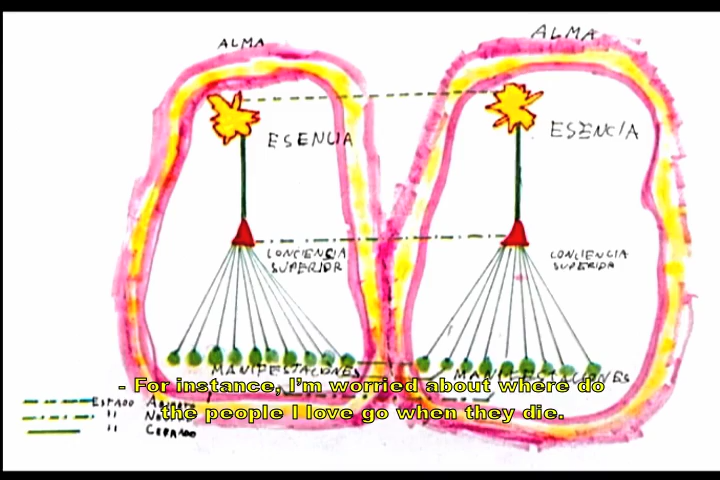 ALMA
ALMA
ESENCIA
ESENCIA
CONCIENCIA
SUPERIOR
CONCIENCIA
SUPERIOR
MANIFESTACIONES
MANIFESTACIONES
- For instance, I'm worried about where do
the people I love go when they die.
ESTADO
"
" CERRADO